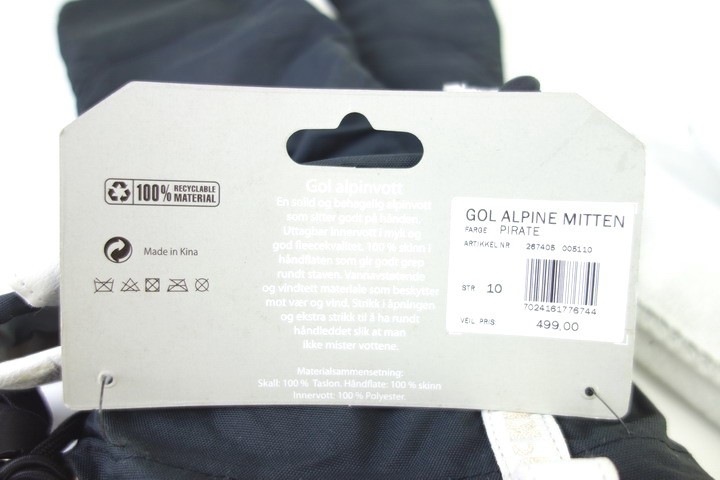 100% RECYCLABLE MATERIAL
Made in Kina
Gol alpinvott
En solid og behagelig alpinvott
som sitter godt på hånden.
Uttagbar innervott i myk og
god fleecekvalitet. 100 % skinn i
håndflaten som gir godt grep
rundt staven. Vannavstøtende
og vindtett materiale som beskytter
mot vær og vind. Strikk i åpningen
og ekstra strikk til å ha rundt
håndleddet slik at man
ikke mister vottene.
Materialsammensetning:
Skall: 100 % Taslon. Håndflate: 100 % skinn
Innervott: 100 % Polyester.
GOL ALPINE MITTEN
FARGE PIRATE
ARTIKKEL NR 267405 005110
STR 10
7024161776744
VEIL PRIS 499,00